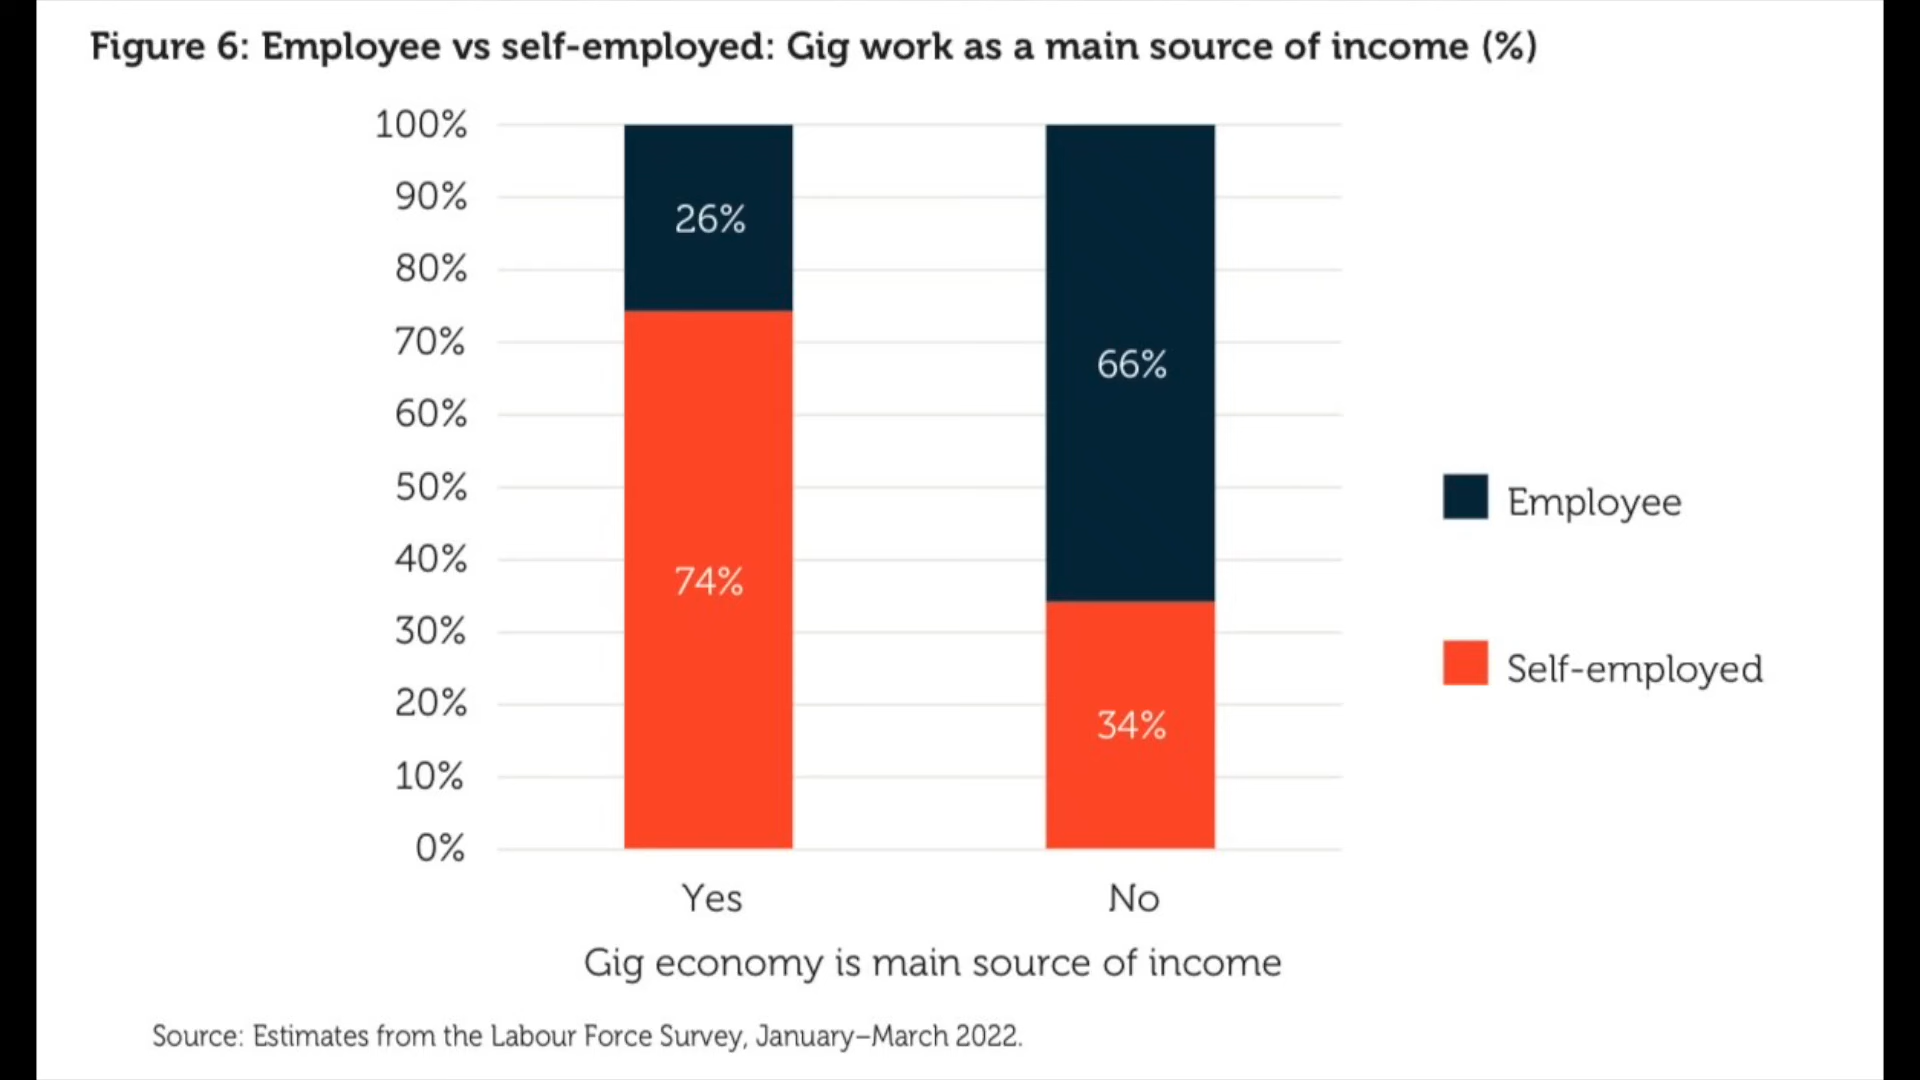 Figure 6: Employee vs self-employed: Gig work as a main source of income (%)
100%
90%
80%
70%
60%
50%
40%
30%
20%
10%
0%
26%
74%
66%
34%
Employee
Self-employed
Yes
No
Gig economy is main source of income
Source: Estimates from the Labour Force Survey, January–March 2022.